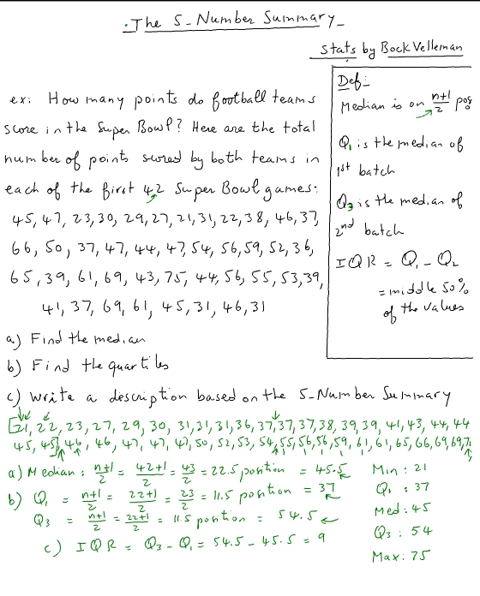 The 5-Number Summary
Stats by Bock Velleman
ex: How many points do football teams
score in the Super Bowl? Here are the total
number of points scored by both teams in
each of the first 42 Super Bowl games:
45, 47, 23, 30, 29, 27, 21, 31, 22, 38, 46, 37,
66, 50, 37, 47, 44, 47, 54, 56, 59, 52, 36,
65, 39, 61, 69, 43, 75, 44, 56, 55, 53, 39,
41, 37, 69, 61, 45, 31, 46, 31
Def:
Median is on n+1/2 pos
Q1 is the median of
1st batch
Q3 is the median of
2nd batch
IQR = Q1 - Q2
= middle 50%
of the values
a) Find the median
b) Find the quartiles
c) Write a description based on the 5-Number Summary
21, 22, 23, 27, 29, 30, 31, 31, 31, 36, 37, 37, 37, 38, 39, 39, 41, 43, 44, 44
45, 45, 46, 46, 47, 47, 47, 50, 52, 53, 54, 55, 56, 56, 59, 61, 61, 65, 66, 69, 69,
a) Median: n+1/2 = 42+1/2 = 43/2 = 22.5 position = 45.5
b) Q1 = n+1/2 = 22+1/2 = 23/2 = 11.5 position = 37
Q3 = n+1/2 = 22+1/2 = 11.5 position = 54.5
c) IQR = Q3 - Q1 = 54.5 - 45.5 = 9
Min: 21
Q1: 37
Med: 45
Q3: 54
Max: 75